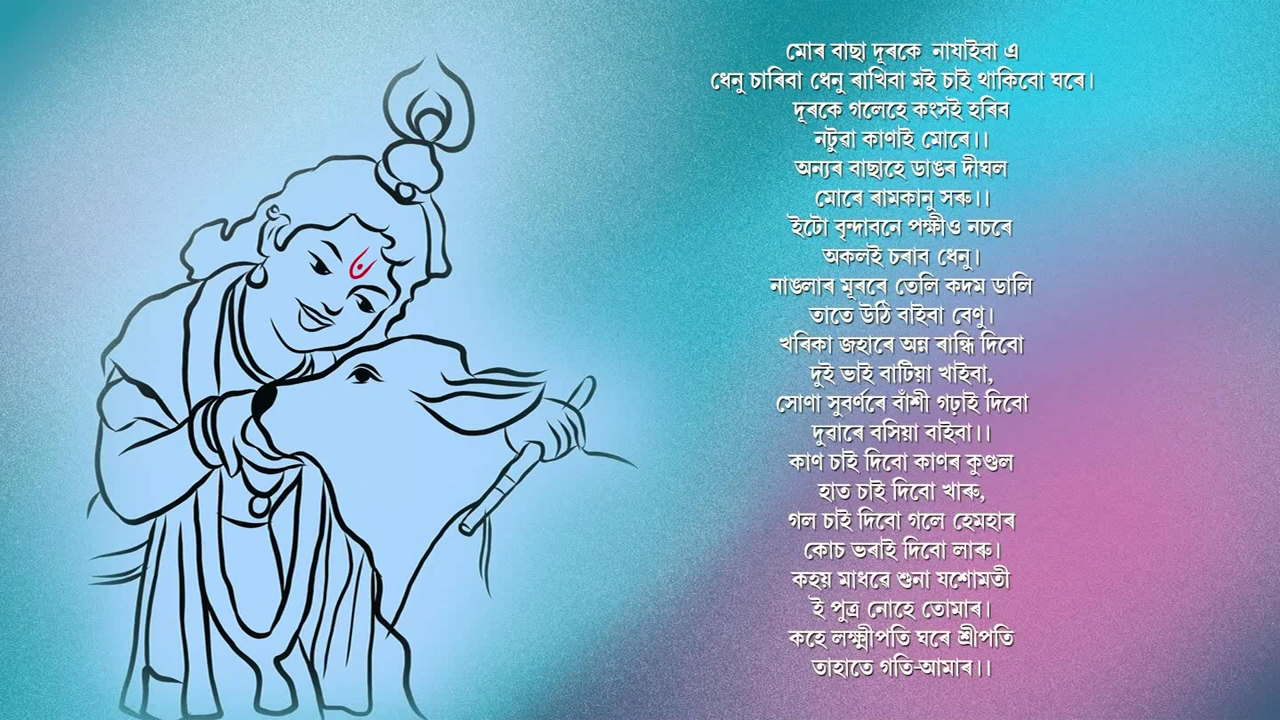 মোৰ বাছা দূৰকে নাযাইবা এ
ধেনু চাৰিবা ধেনু ৰাখিবা মই চাই থাকিবো ঘৰে।
দূৰকে গলেহে কংসই হৰিব
নটুৱা কাণাই মোৰে।।
অন্যৰ বাছাহে ডাঙৰ দীঘল
মোৰে ৰামকানু সৰু।।
ইটো বৃন্দাবনে পক্ষীও নচৰে
অকলই চৰাব ধেনু।
নাঙলাৰ মূৰৰে তেলি কদম ডালি
তাতে উঠি বাইবা বেণু।
খৰিকা জহাৰে অন্ন ৰান্ধি দিবো
দুই ভাই বাটিয়া খাইবা,
সোণা সুবৰ্ণৰে বাঁশী গঢ়াই দিবো
দুৱাৰে বসিয়া বাইবা।।
কাণ চাই দিবো কাণৰ কুণ্ডল
হাত চাই দিবো খাৰু,
গল চাই দিবো গলে হেমহাৰ
কোচ ভৰাই দিবো লাৰু।
কহয় মাধৱে শুনা যশোমতী
ই পুত্ৰ নোহে তোমাৰ।
কহে লক্ষ্মীপতি ঘৰে শ্ৰীপতি
তাহাতে গতি-আমাৰ।।